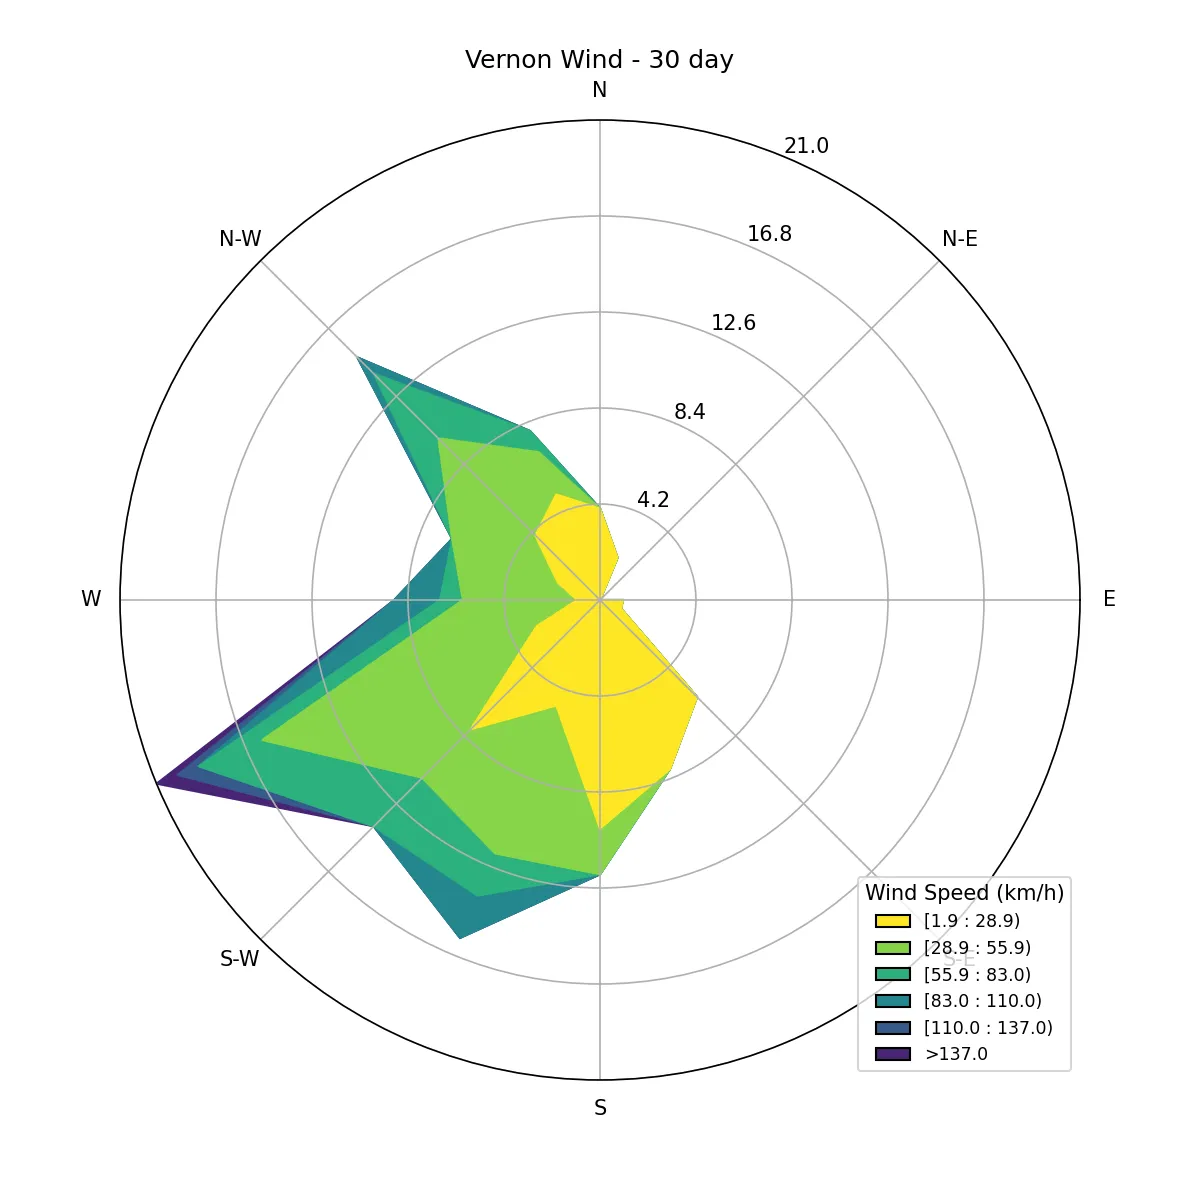 Vernon Wind - 30 day
N
21.0
N-W
N-E
16.8
12.6
8.4
4.2
W
E
S-W
S-E
S
Wind Speed (km/h)
[1.9 : 28.9)
[28.9 : 55.9)
[55.9 : 83.0)
[83.0 : 110.0)
[110.0 : 137.0)
>137.0